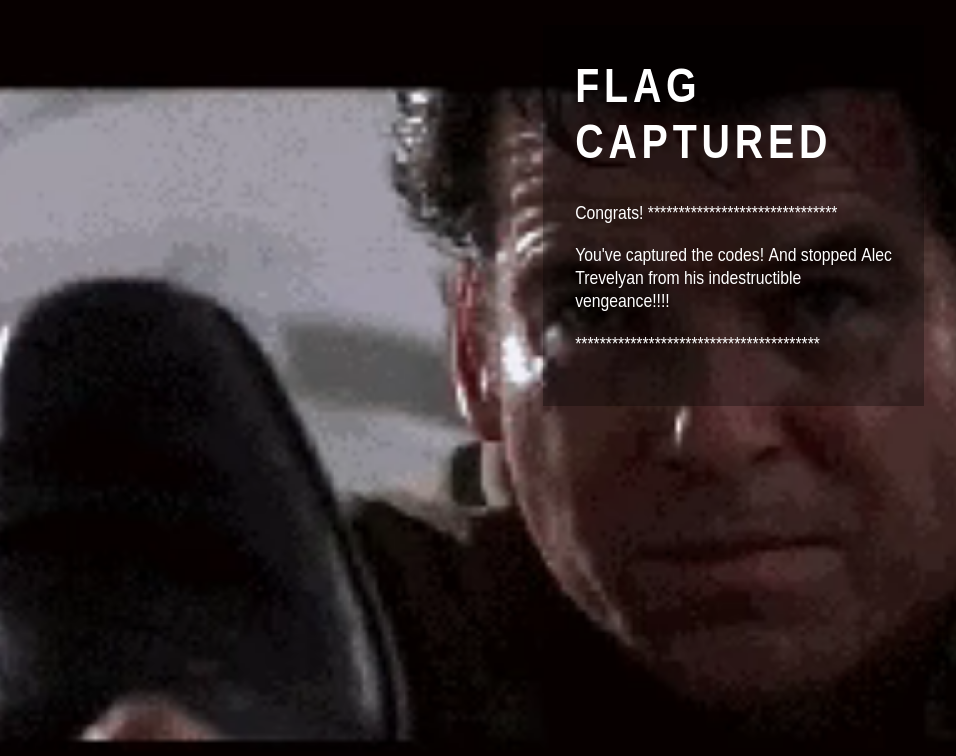 FLAG
CAPTURED
Congrats! *******************************
You've captured the codes! And stopped Alec
Trevelyan from his indestructible
vengeance!!!!
****************************************